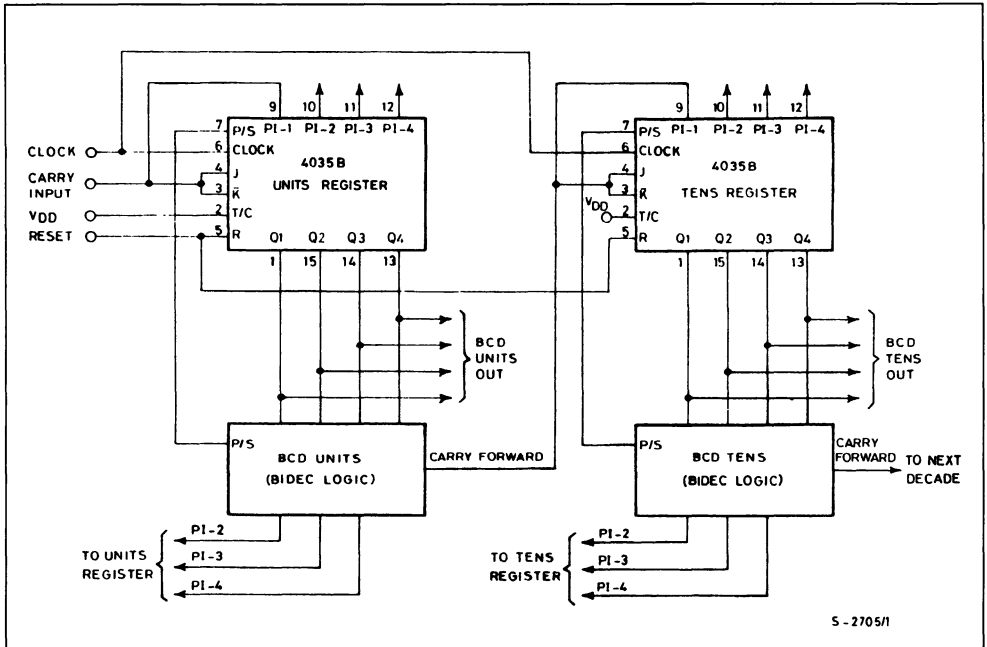 9 10 11 12
7 P/S PI-1 PI-2 PI-3 PI-4
CLOCK 6 CLOCK
4035B
UNITS REGISTER
CARRY INPUT 4 J
3 K̄
VDD 2 T/C
RESET 5 R
Q1 Q2 Q3 Q4
1 15 14 13
9 10 11 12
7 P/S PI-1 PI-2 PI-3 PI-4
6 CLOCK
4035B
TENS REGISTER
4 J
3 K̄
VDD 2 T/C
5 R
Q1 Q2 Q3 Q4
1 15 14 13
BCD
UNITS
OUT
BCD
TENS
OUT
P/S
BCD UNITS
(BIDEC LOGIC)
CARRY FORWARD
P/S
BCD TENS
(BIDEC LOGIC)
CARRY
FORWARD
TO NEXT
DECADE
TO UNITS
REGISTER
PI-2
PI-3
PI-4
TO TENS
REGISTER
PI-2
PI-3
PI-4
S-2705/1